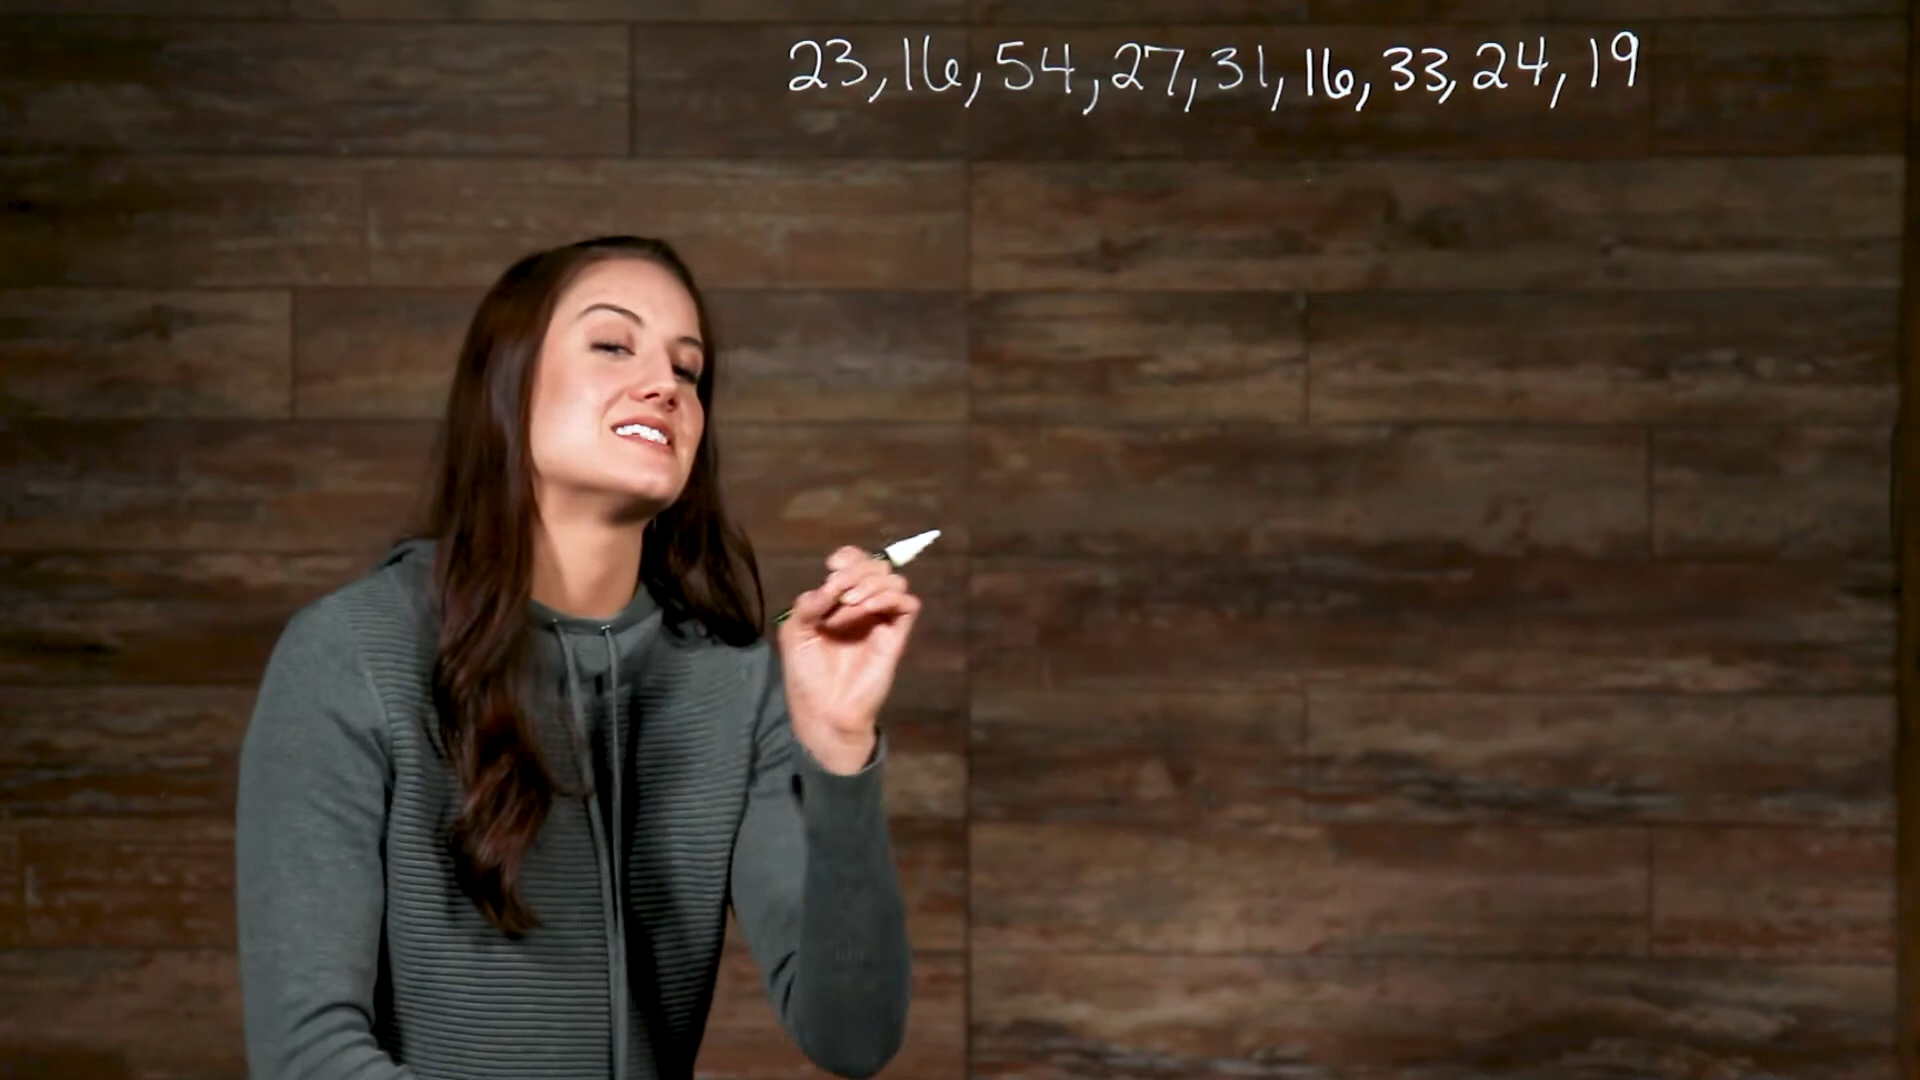 23, 16, 54, 27, 31, 16, 33, 24, 19